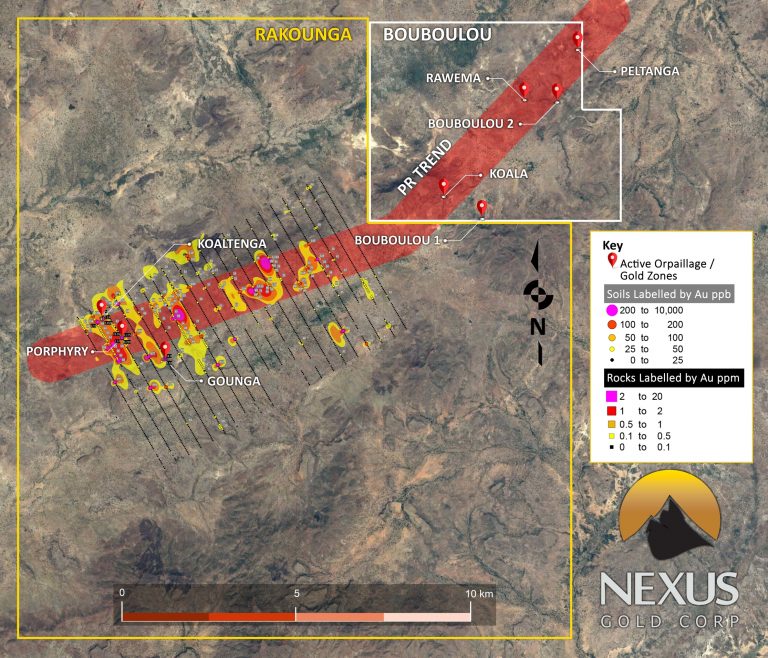 RAKOUNGA
BOUBOULOU
PELTANGA
RAWEMA
BOUBOULOU 2
PR TREND
KOALA
BOUBOULOU 1
KOALTENGA
PORPHYRY
GOUNGA
N
Key
Active Orpaillage /
Gold Zones
Soils Labelled by Au ppb
200 to 10,000
100 to 200
50 to 100
25 to 50
0 to 25
Rocks Labelled by Au ppm
2 to 20
1 to 2
0.5 to 1
0.1 to 0.5
0 to 0.1
0 5 10 km
NEXUS
GOLD CORP